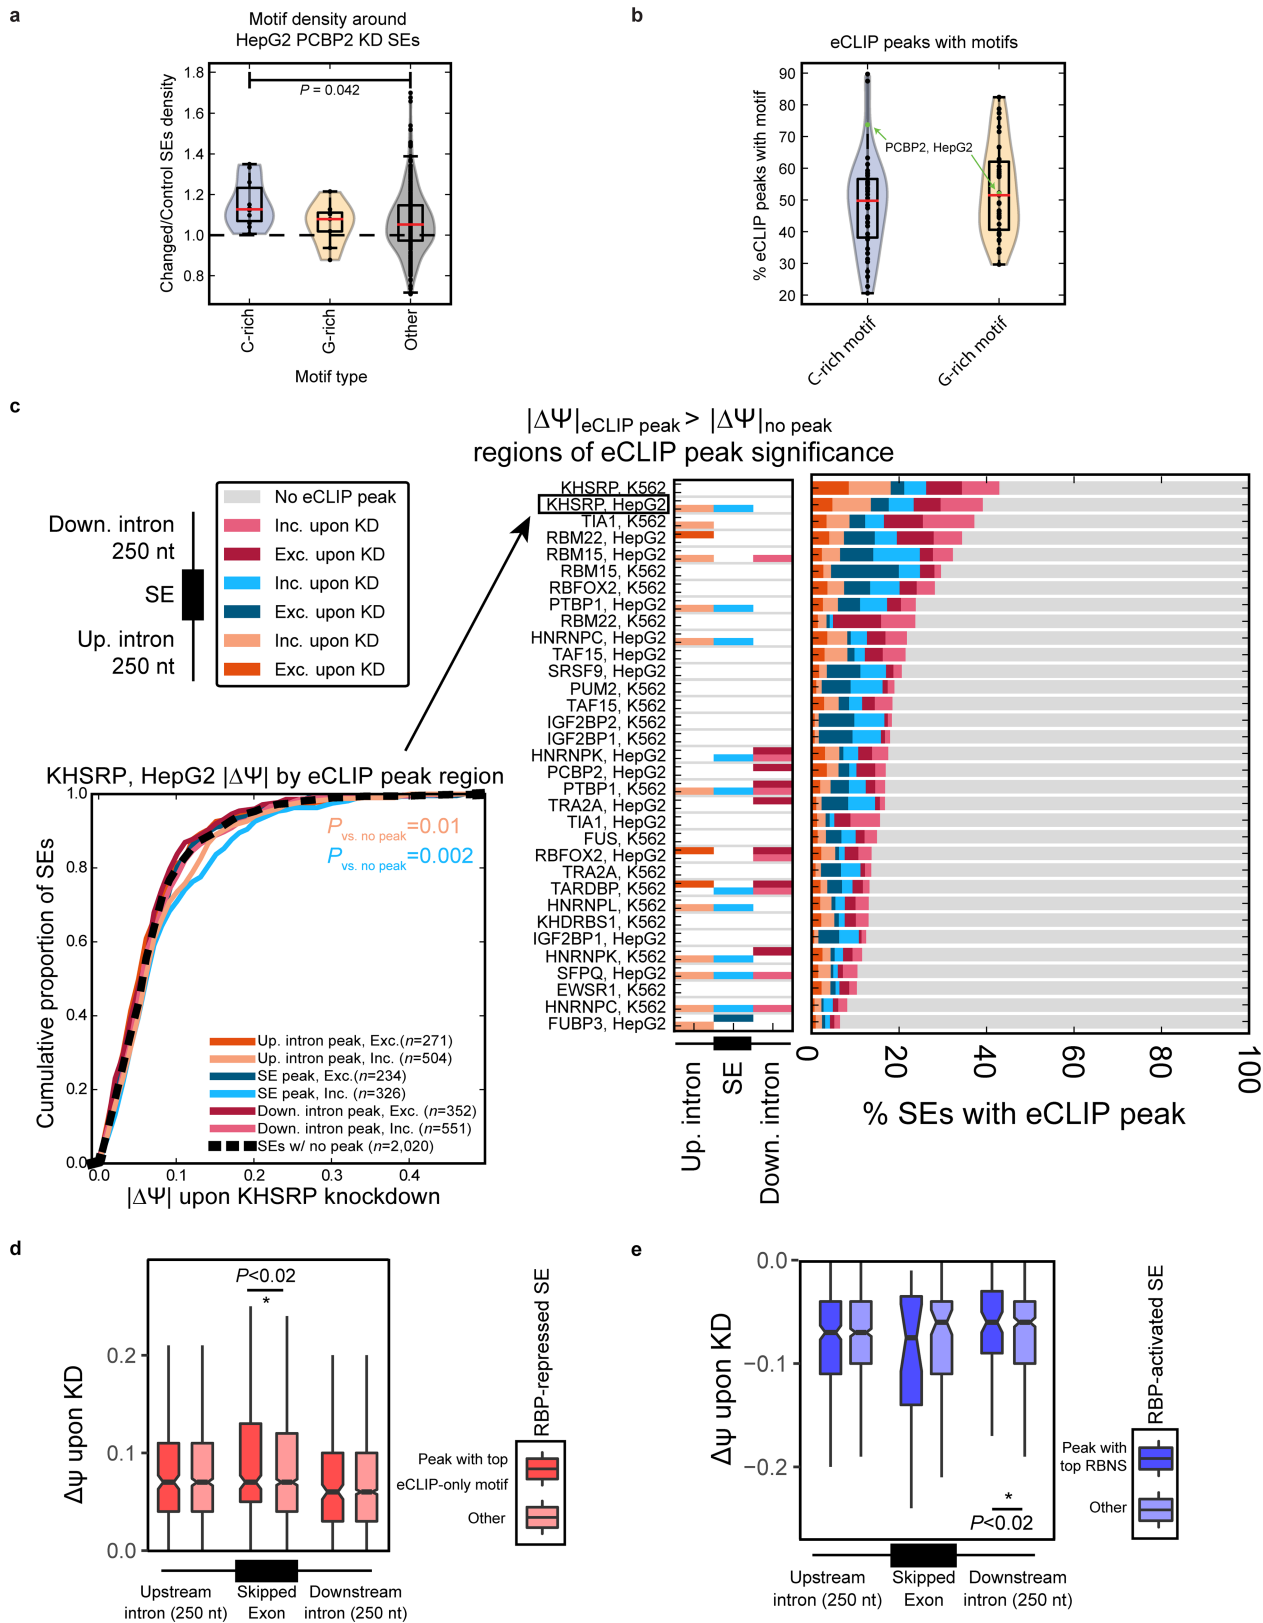 a
Motif density around
HepG2 PCBP2 KD SEs
Changed/Control SEs density
1.8
1.6
1.4
1.2
1.0
0.8
P = 0.042
C-rich
G-rich
Other
Motif type
b
eCLIP peaks with motifs
% eCLIP peaks with motif
90
80
70
60
50
40
30
20
PCBP2, HepG2
C-rich motif
G-rich motif
c
|ΔΨ|eCLIP peak > |ΔΨ|no peak
regions of eCLIP peak significance
Down. intron
250 nt
SE
Up. intron
250 nt
No eCLIP peak
Inc. upon KD
Exc. upon KD
Inc. upon KD
Exc. upon KD
Inc. upon KD
Exc. upon KD
KHSRP, K562
KHSRP, HepG2
TIA1, K562
RBM22, HepG2
RBM15, HepG2
RBM15, K562
RBFOX2, K562
PTBP1, HepG2
RBM22, K562
HNRNPC, HepG2
TAF15, HepG2
SRSF9, HepG2
PUM2, K562
TAF15, K562
IGF2BP2, K562
IGF2BP1, K562
HNRNPK, HepG2
PCBP2, HepG2
PTBP1, K562
TRA2A, HepG2
TIA1, HepG2
FUS, K562
RBFOX2, HepG2
TRA2A, K562
TARDBP, K562
HNRNPL, K562
KHDRBS1, K562
IGF2BP1, HepG2
HNRNPK, K562
SFPQ, HepG2
EWSR1, K562
HNRNPC, K562
FUBP3, HepG2
Up. intron
SE
Down. intron
0
20
40
60
80
100
% SEs with eCLIP peak
KHSRP, HepG2 |ΔΨ| by eCLIP peak region
Cumulative proportion of SEs
1.0
0.8
0.6
0.4
0.2
0.0
P vs. no peak=0.01
P vs. no peak=0.002
Up. intron peak, Exc.(n=271)
Up. intron peak, Inc. (n=504)
SE peak, Exc.(n=234)
SE peak, Inc. (n=326)
Down. intron peak, Exc. (n=352)
Down. intron peak, Inc. (n=551)
SEs w/ no peak (n=2,020)
0.0
0.1
0.2
0.3
0.4
|ΔΨ| upon KHSRP knockdown
d
Δψ upon KD
0.2
0.1
0.0
P<0.02
*
Upstream
intron (250 nt)
Skipped
Exon
Downstream
intron (250 nt)
RBP-repressed SE
Peak with top
eCLIP-only motif
Other
e
Δψ upon KD
0.0
−0.1
−0.2
*
P<0.02
Upstream
intron (250 nt)
Skipped
Exon
Downstream
intron (250 nt)
RBP-activated SE
Peak with
top RBNS
Other